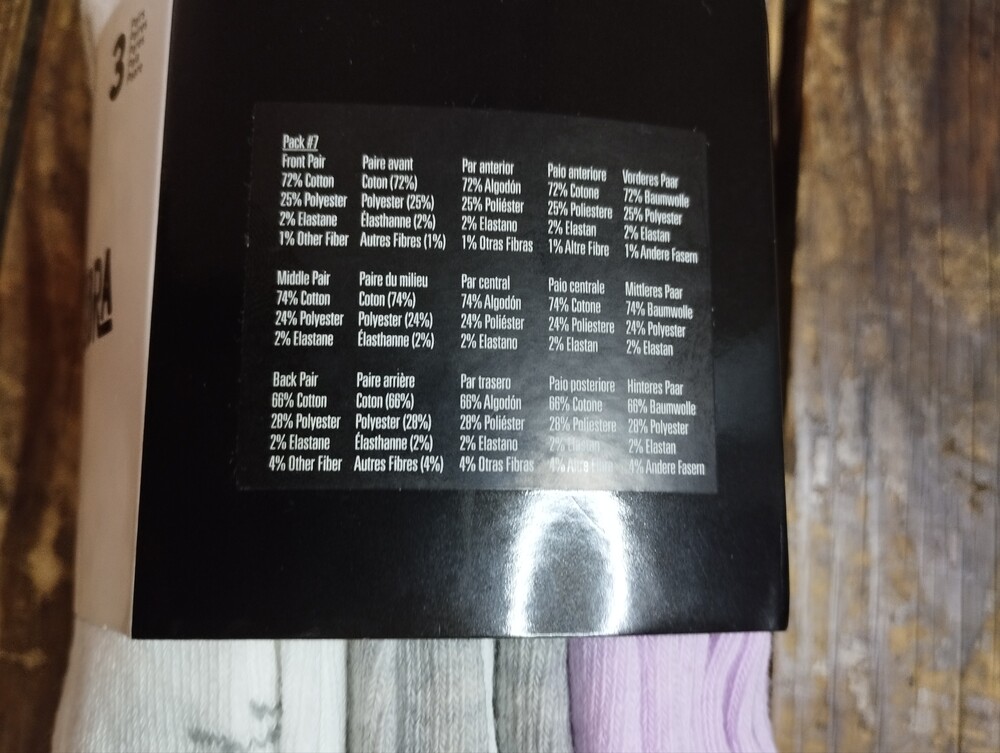 3
Pack #7
Front Pair
72% Cotton
25% Polyester
2% Elastane
1% Other Fiber
Paire avant
Coton (72%)
Polyester (25%)
Élasthanne (2%)
Autres Fibres (1%)
Par anterior
72% Algodón
25% Poliéster
2% Elastano
1% Otras Fibras
Paio anteriore
72% Cotone
25% Poliestere
2% Elastan
1% Altre Fibre
Vorderes Paar
72% Baumwolle
25% Polyester
2% Elastan
1% Andere Fasern
Middle Pair
74% Cotton
24% Polyester
2% Elastane
Paire du milieu
Coton (74%)
Polyester (24%)
Élasthanne (2%)
Par central
74% Algodón
24% Poliéster
2% Elastano
Paio centrale
74% Cotone
24% Poliestere
2% Elastan
Mittleres Paar
74% Baumwolle
24% Polyester
2% Elastan
Back Pair
66% Cotton
28% Polyester
2% Elastane
4% Other Fiber
Paire arrière
Coton (66%)
Polyester (28%)
Élasthanne (2%)
Autres Fibres (4%)
Par trasero
66% Algodón
28% Poliéster
2% Elastano
4% Otras Fibras
Paio posteriore
66% Cotone
28% Poliestere
2% Elastan
4% Altre Fibre
Hinteres Paar
66% Baumwolle
28% Polyester
2% Elastan
4% Andere Fasern